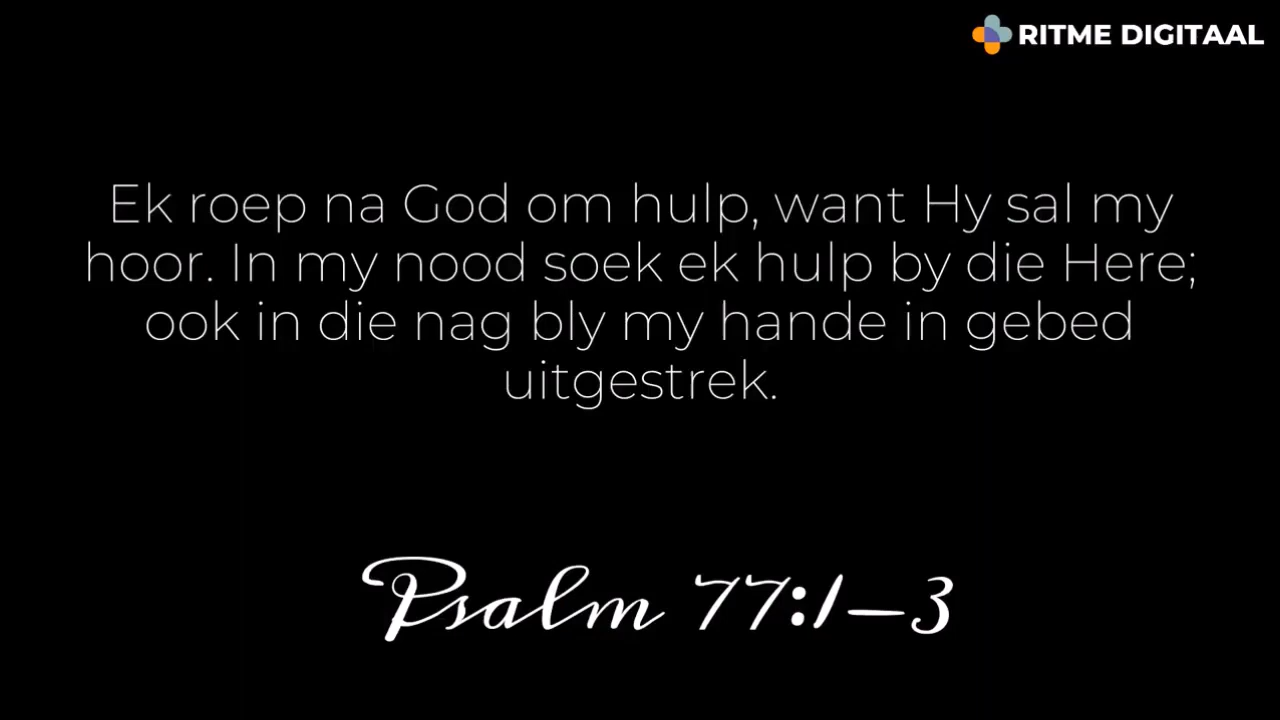 RITME DIGITAAL
Ek roep na God om hulp, want Hy sal my
hoor. In my nood soek ek hulp by die Here;
ook in die nag bly my hande in gebed
uitgestrek.
Psalm 77:1-3